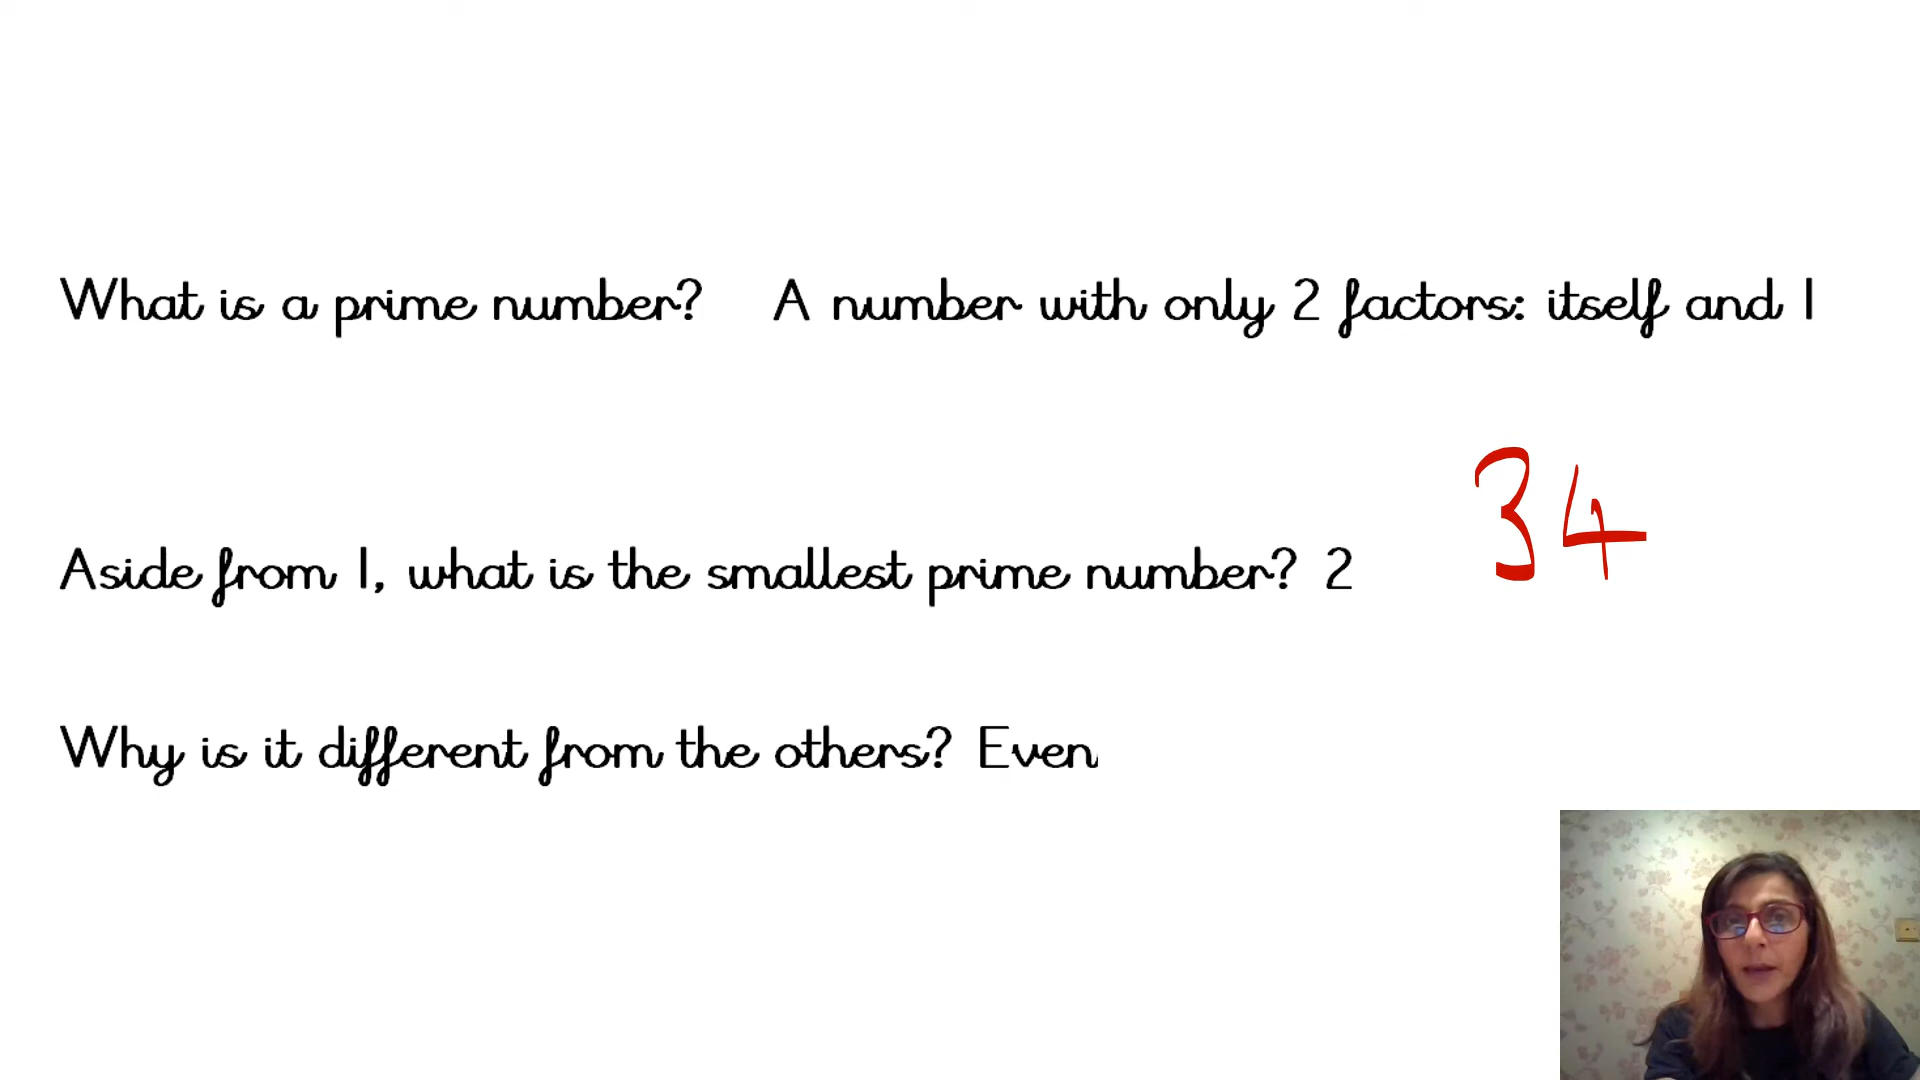 What is a prime number? A number with only 2 factors: itself and 1
34
Aside from 1, what is the smallest prime number? 2
Why is it different from the others? Even